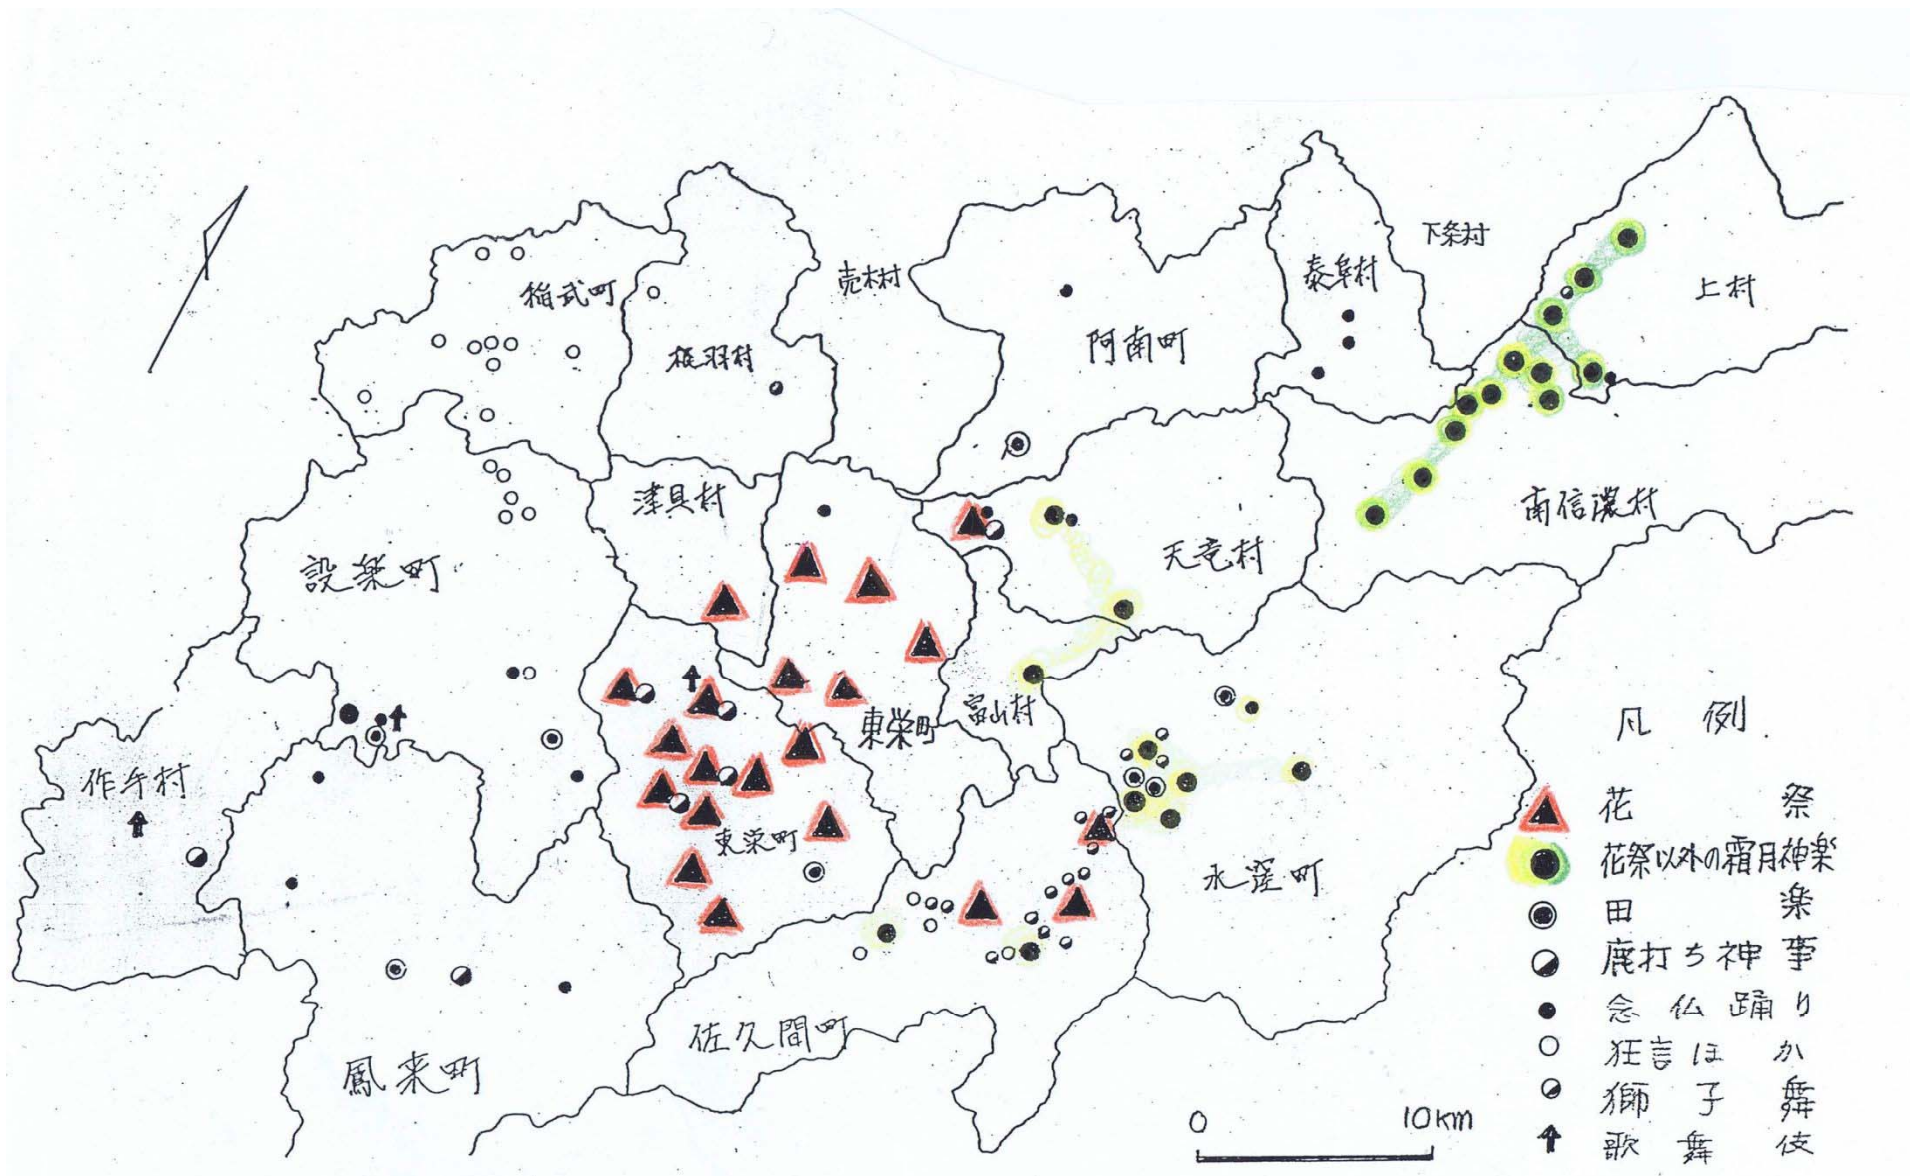 下条村
売木村
泰阜村
上村
稲武町
阿南町
根羽村
津具村
南信濃村
天竜村
設楽町
富山村
東栄町
凡例
作手村
花祭
東栄町
花祭以外の霜月神楽
水窪町
田楽
鹿打ち神事
念仏踊り
佐久間町
狂言ほか
鳳来町
獅子舞
0 10km
歌舞伎